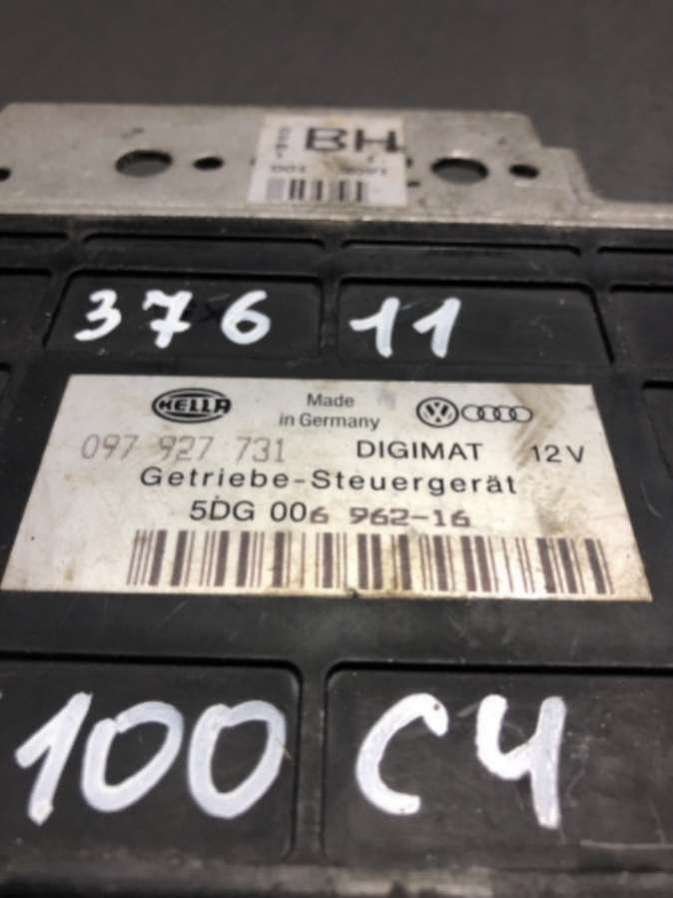 BH
376 11
HELLA
Made
in Germany
097 927 731 DIGIMAT 12V
Getriebe-Steuergerät
5DG 006 962-16
100 C4